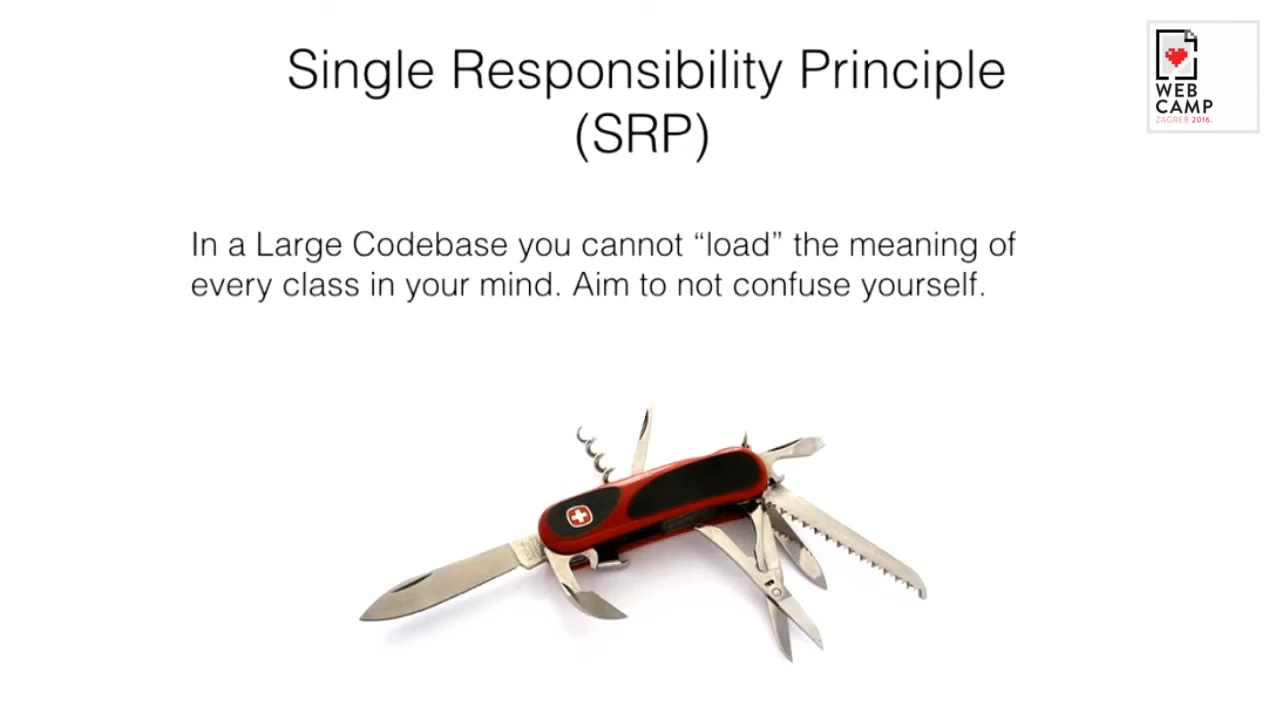 Single Responsibility Principle
(SRP)
WEB
CAMP
ZAGREB 2016.
In a Large Codebase you cannot “load” the meaning of
every class in your mind. Aim to not confuse yourself.